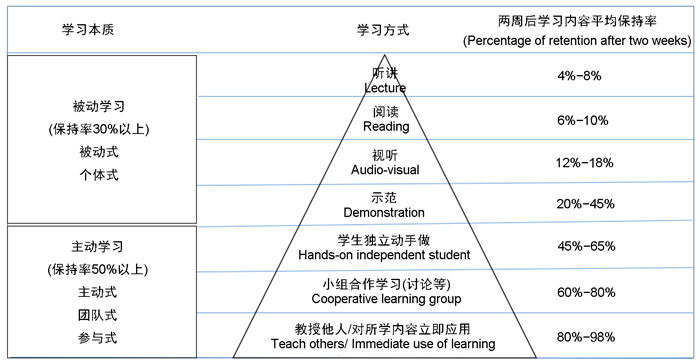 学习本质
学习方式
两周后学习内容平均保持率
(Percentage of retention after two weeks)
被动学习
(保持率30%以上)
被动式
个体式
听讲
Lecture
4%-8%
阅读
Reading
6%-10%
视听
Audio-visual
12%-18%
示范
Demonstration
20%-45%
主动学习
(保持率50%以上)
主动式
团队式
参与式
学生独立动手做
Hands-on independent student
45%-65%
小组合作学习(讨论等)
Cooperative learning group
60%-80%
教授他人/对所学内容立即应用
Teach others/ Immediate use of learning
80%-98%